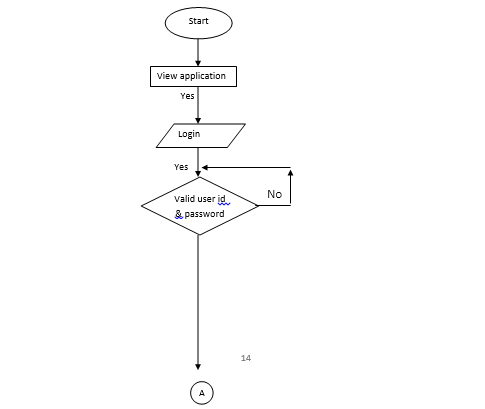 Start
View application
Yes
Login
Yes
No
Valid user id
& password
14
A